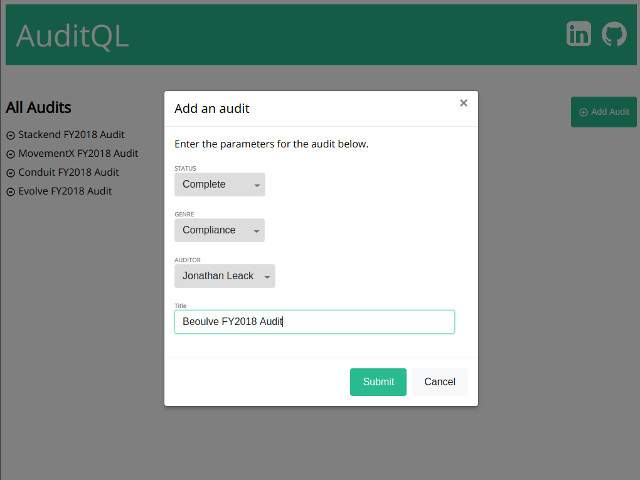 AuditQL
All Audits
Add Audit
Stackend FY2018 Audit
MovementX FY2018 Audit
Conduit FY2018 Audit
Evolve FY2018 Audit
Add an audit
×
Enter the parameters for the audit below.
STATUS
Complete
GENRE
Compliance
AUDITOR
Jonathan Leack
Title
Beoulve FY2018 Audit
Submit
Cancel